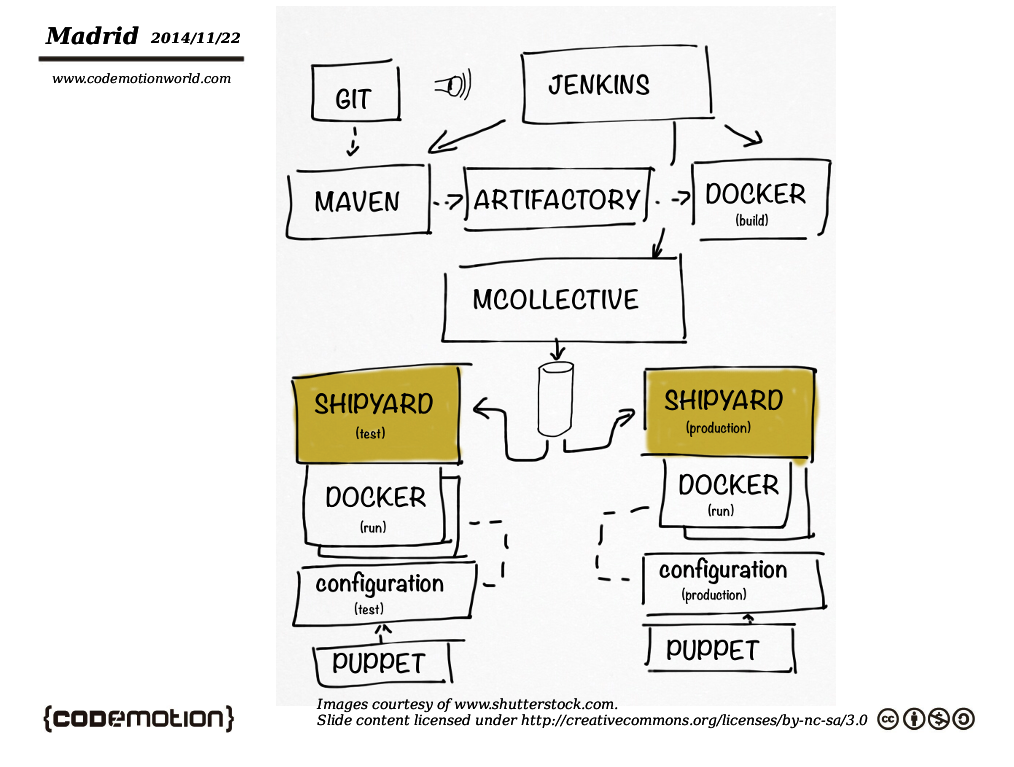 Madrid 2014/11/22
www.codemotionworld.com
GIT
JENKINS
MAVEN
ARTIFACTORY
DOCKER
(build)
MCOLLECTIVE
SHIPYARD
(test)
SHIPYARD
(production)
DOCKER
(run)
DOCKER
(run)
configuration
(test)
configuration
(production)
PUPPET
PUPPET
Images courtesy of www.shutterstock.com.
Slide content licensed under http://creativecommons.org/licenses/by-nc-sa/3.0
{CODEMOTION}
cc